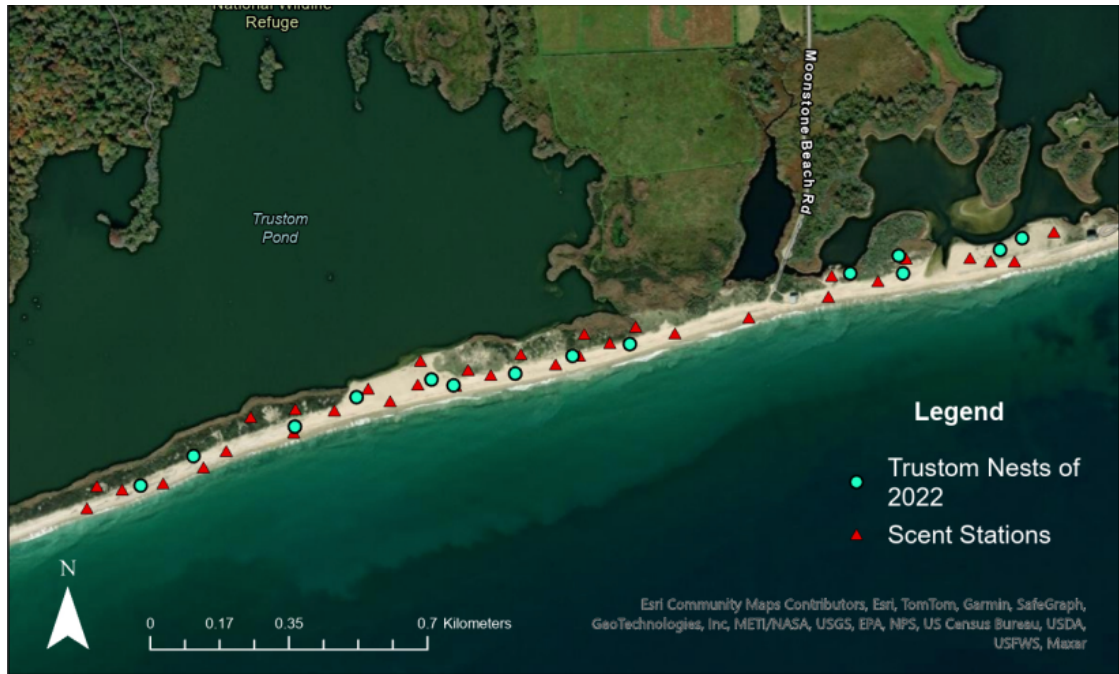 National Wildlife
Refuge
Moonstone Beach Rd
Trustom
Pond
Legend
Trustom Nests of
2022
Scent Stations
N
0 0.17 0.35 0.7 Kilometers
Esri Community Maps Contributors, Esri, TomTom, Garmin, SafeGraph,
GeoTechnologies, Inc, METI/NASA, USGS, EPA, NPS, US Census Bureau, USDA,
USFWS, Maxar